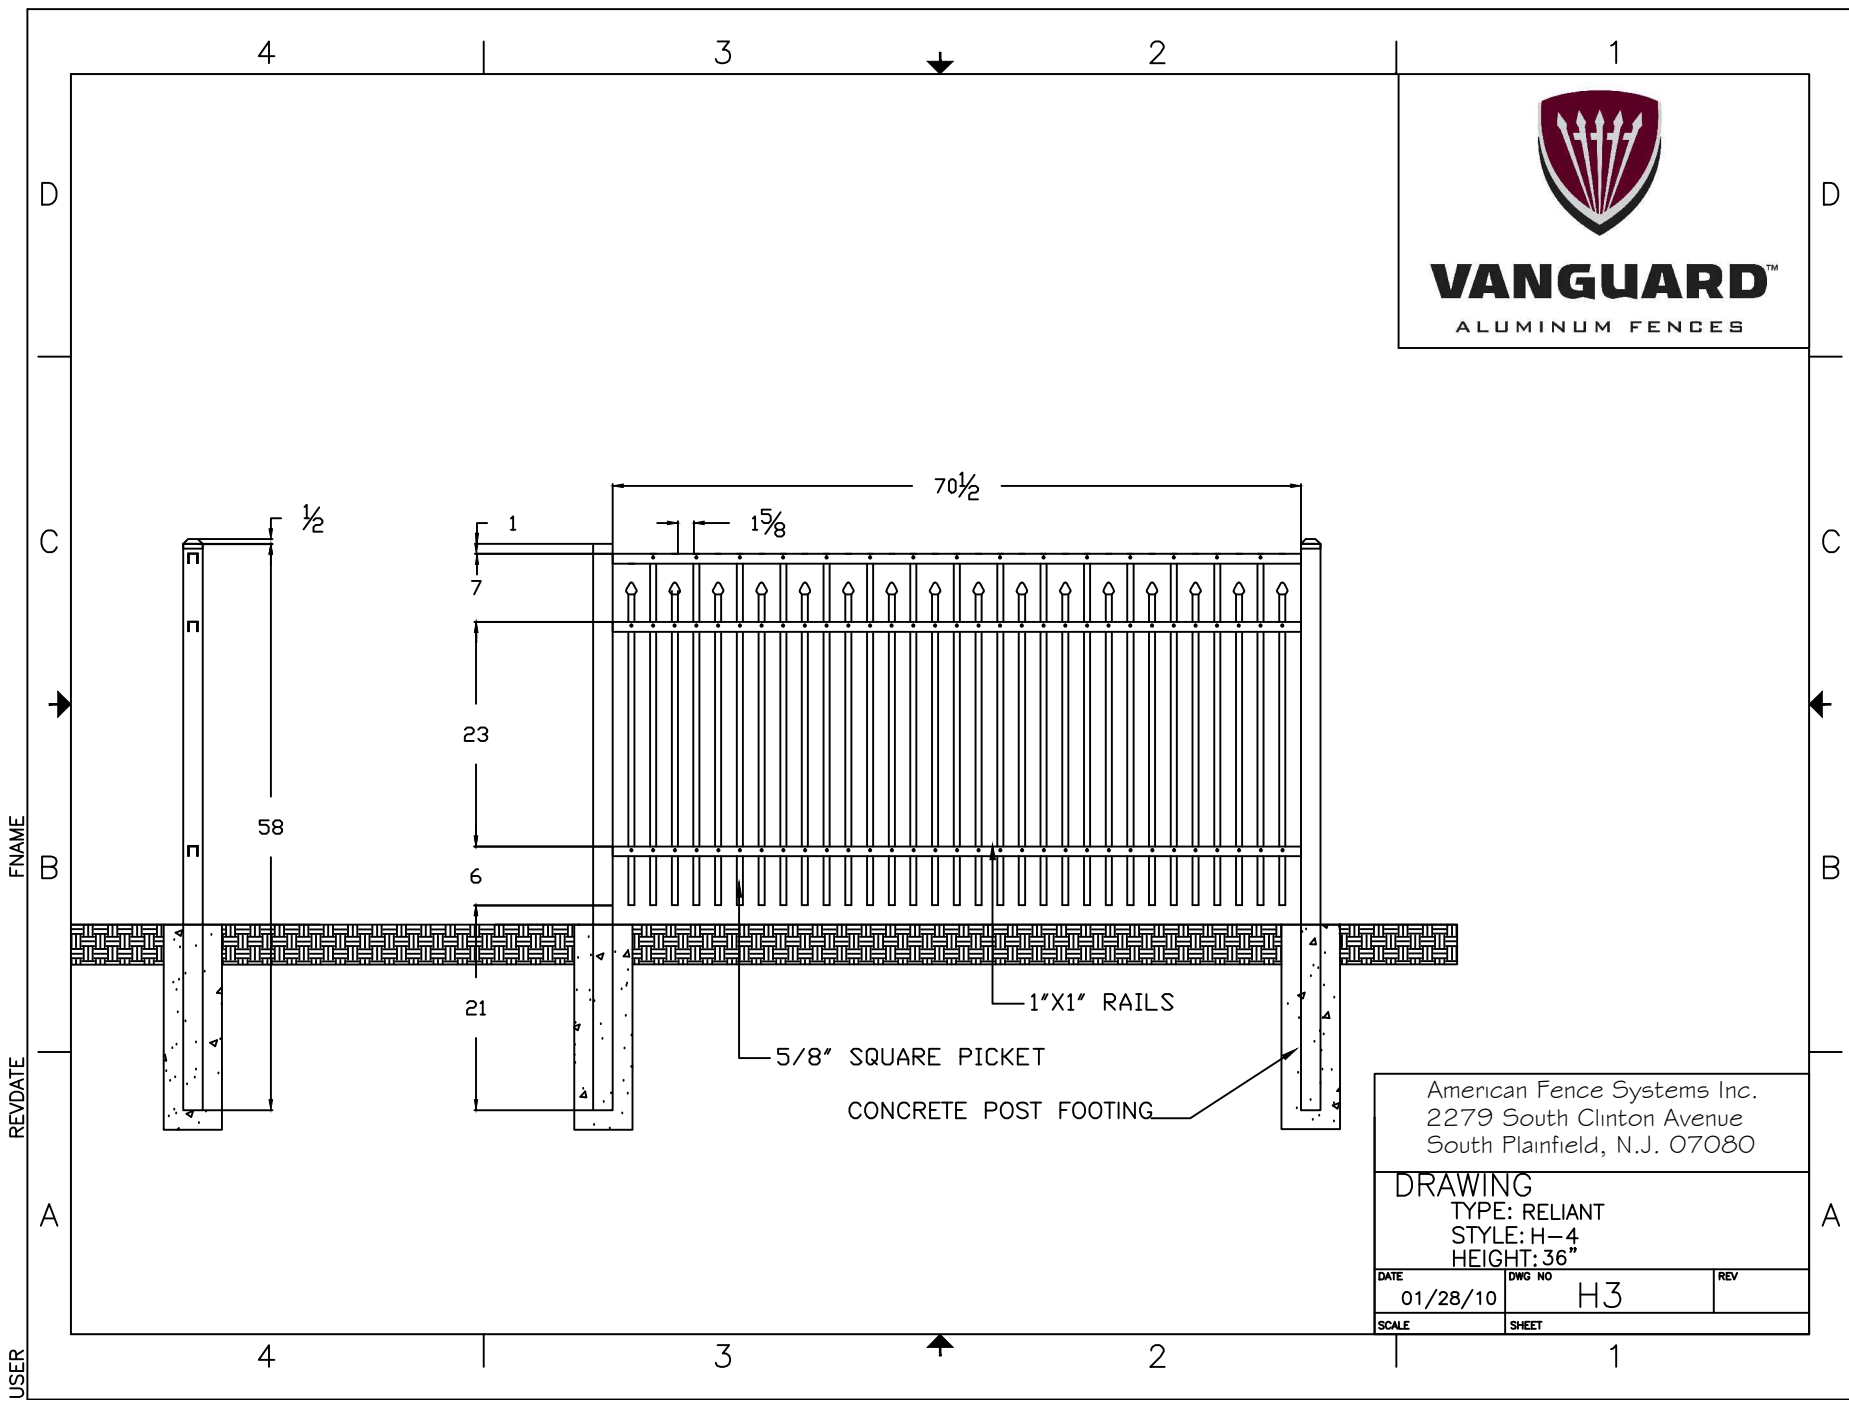 4 3 2 1
D
D
VANGUARD™
ALUMINUM FENCES
70½
½
1
1⅝
C
C
7
23
58
FNAME
B
B
6
21
1"X1" RAILS
5/8" SQUARE PICKET
CONCRETE POST FOOTING
REVDATE
American Fence Systems Inc.
2279 South Clinton Avenue
South Plainfield, N.J. 07080
DRAWING
TYPE: RELIANT
STYLE: H-4
HEIGHT: 36"
A
A
DATE
01/28/10
DWG NO
H3
REV
SCALE
SHEET
USER
4 3 2 1